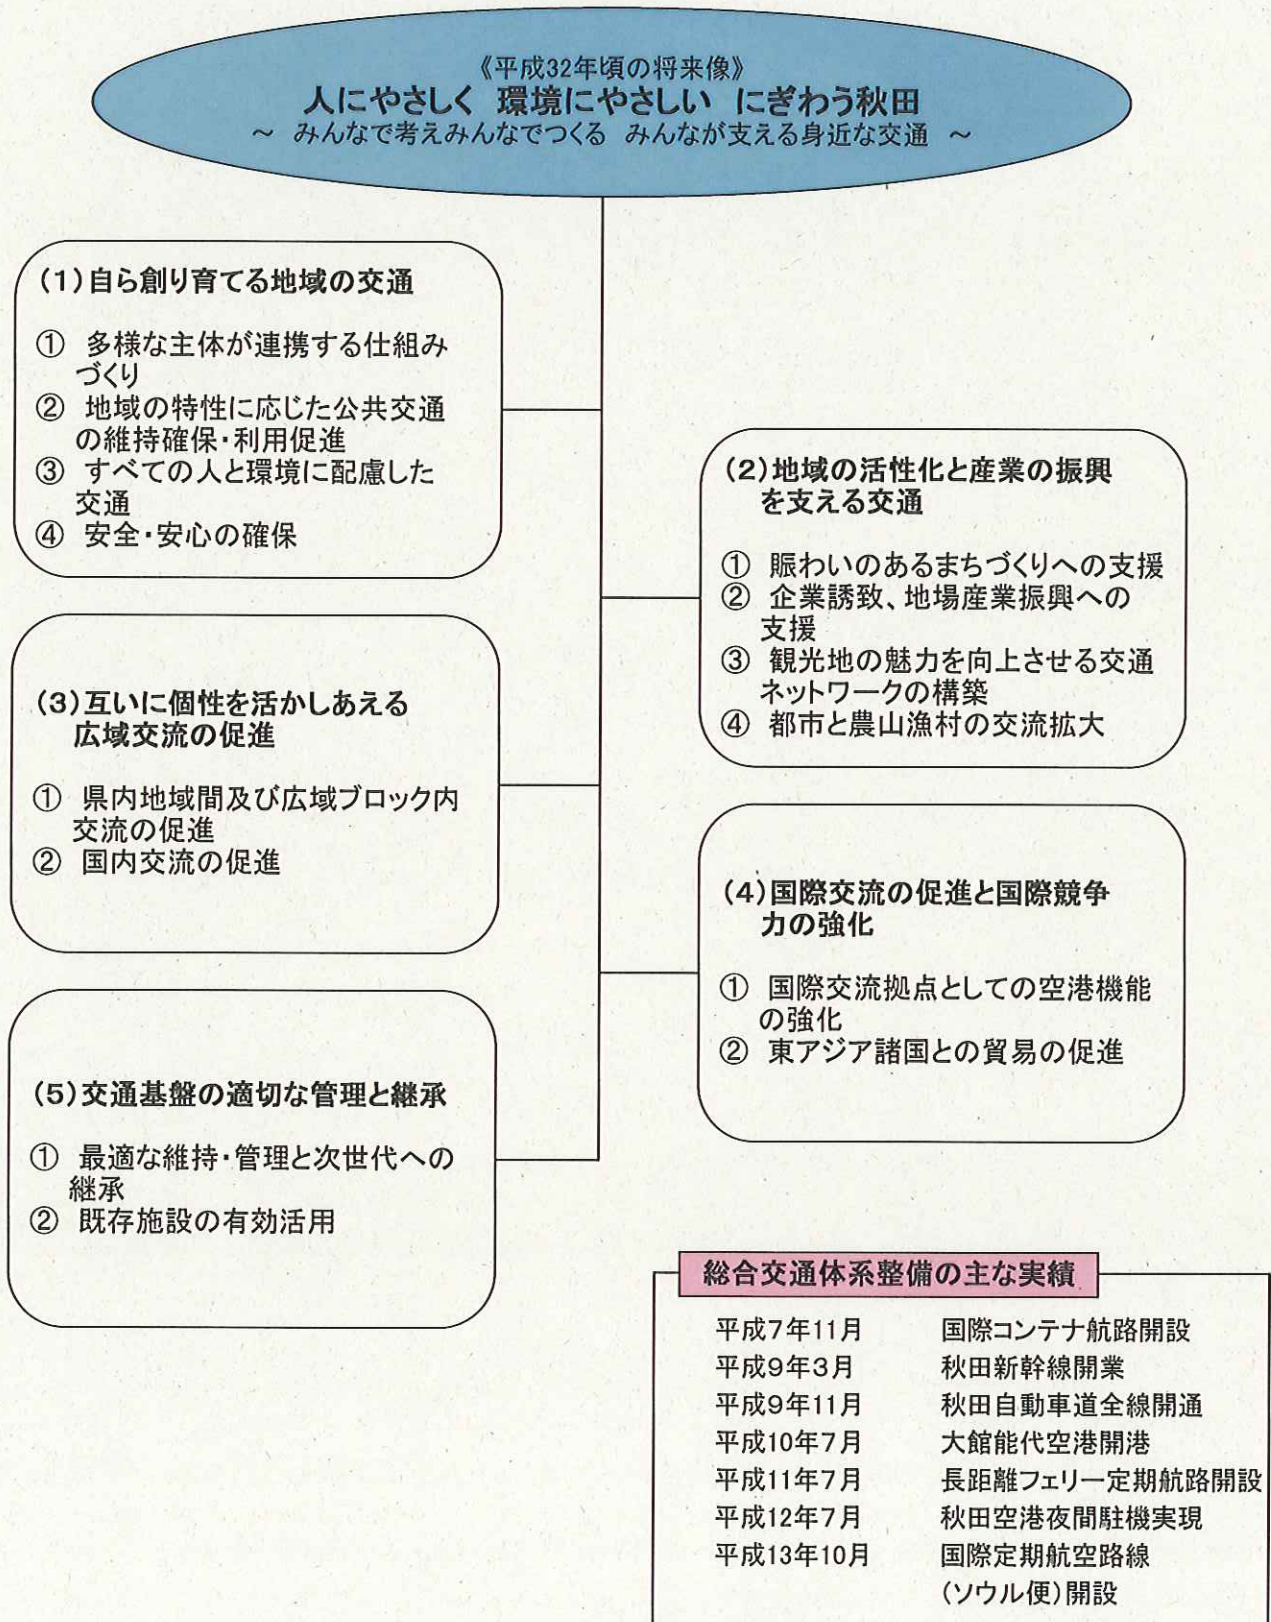 《平成32年頃の将来像》
人にやさしく 環境にやさしい にぎわう秋田
～ みんなで考えみんなでつくる みんなが支える身近な交通 ～
(1)自ら創り育てる地域の交通
① 多様な主体が連携する仕組み
づくり
② 地域の特性に応じた公共交通
の維持確保・利用促進
③ すべての人と環境に配慮した
交通
④ 安全・安心の確保
(2)地域の活性化と産業の振興
を支える交通
① 賑わいのあるまちづくりへの支援
② 企業誘致、地場産業振興への
支援
③ 観光地の魅力を向上させる交通
ネットワークの構築
④ 都市と農山漁村の交流拡大
(3)互いに個性を活かしあえる
広域交流の促進
① 県内地域間及び広域ブロック内
交流の促進
② 国内交流の促進
(4)国際交流の促進と国際競争
力の強化
① 国際交流拠点としての空港機能
の強化
② 東アジア諸国との貿易の促進
(5)交通基盤の適切な管理と継承
① 最適な維持・管理と次世代への
継承
② 既存施設の有効活用
総合交通体系整備の主な実績
平成7年11月 国際コンテナ航路開設
平成9年3月 秋田新幹線開業
平成9年11月 秋田自動車道全線開通
平成10年7月 大館能代空港開港
平成11年7月 長距離フェリー定期航路開設
平成12年7月 秋田空港夜間駐機実現
平成13年10月 国際定期航空路線
(ソウル便)開設